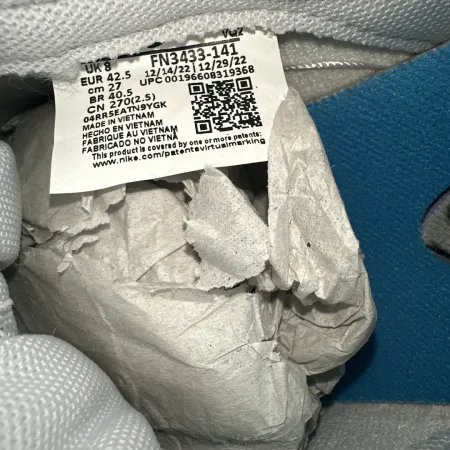 UK 8
FN3433-141
EUR 42.5
12/14/22 | 12/29/22
cm 27
UPC 00196608319368
BR 40.5
CN 270(2.5)
04RR5EATN9YGK
MADE IN VIETNAM
HECHO EN VIETNAM
FABRIQUE AU VIETNAM
FABRICADO NO VIETNÃ
This product is covered by one or more patents:
www.nike.com/patentsvirtualmarking